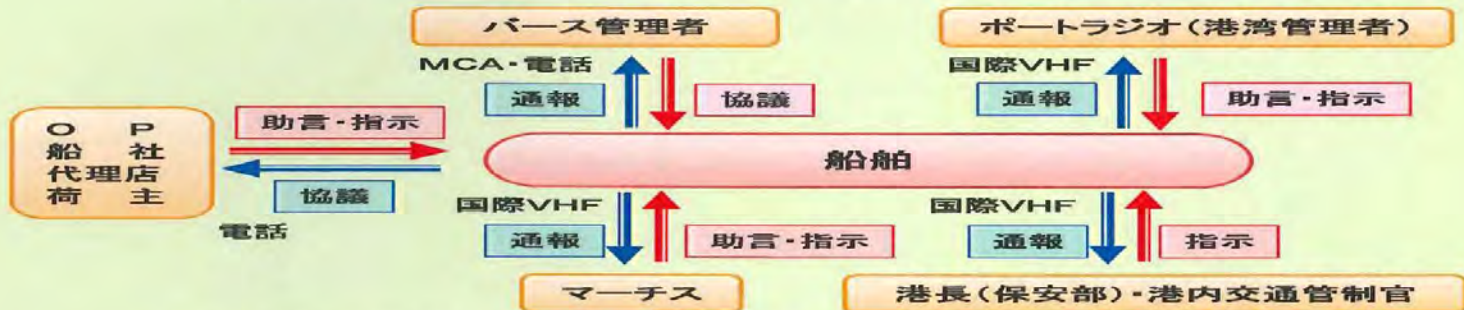 バース管理者
ポートラジオ(港湾管理者)
MCA・電話
国際VHF
通報
協議
通報
助言・指示
O P
船 社
代理店
荷 主
助言・指示
協議
電話
船舶
国際VHF
国際VHF
通報
助言・指示
通報
指示
マーチス
港長(保安部)・港内交通管制官